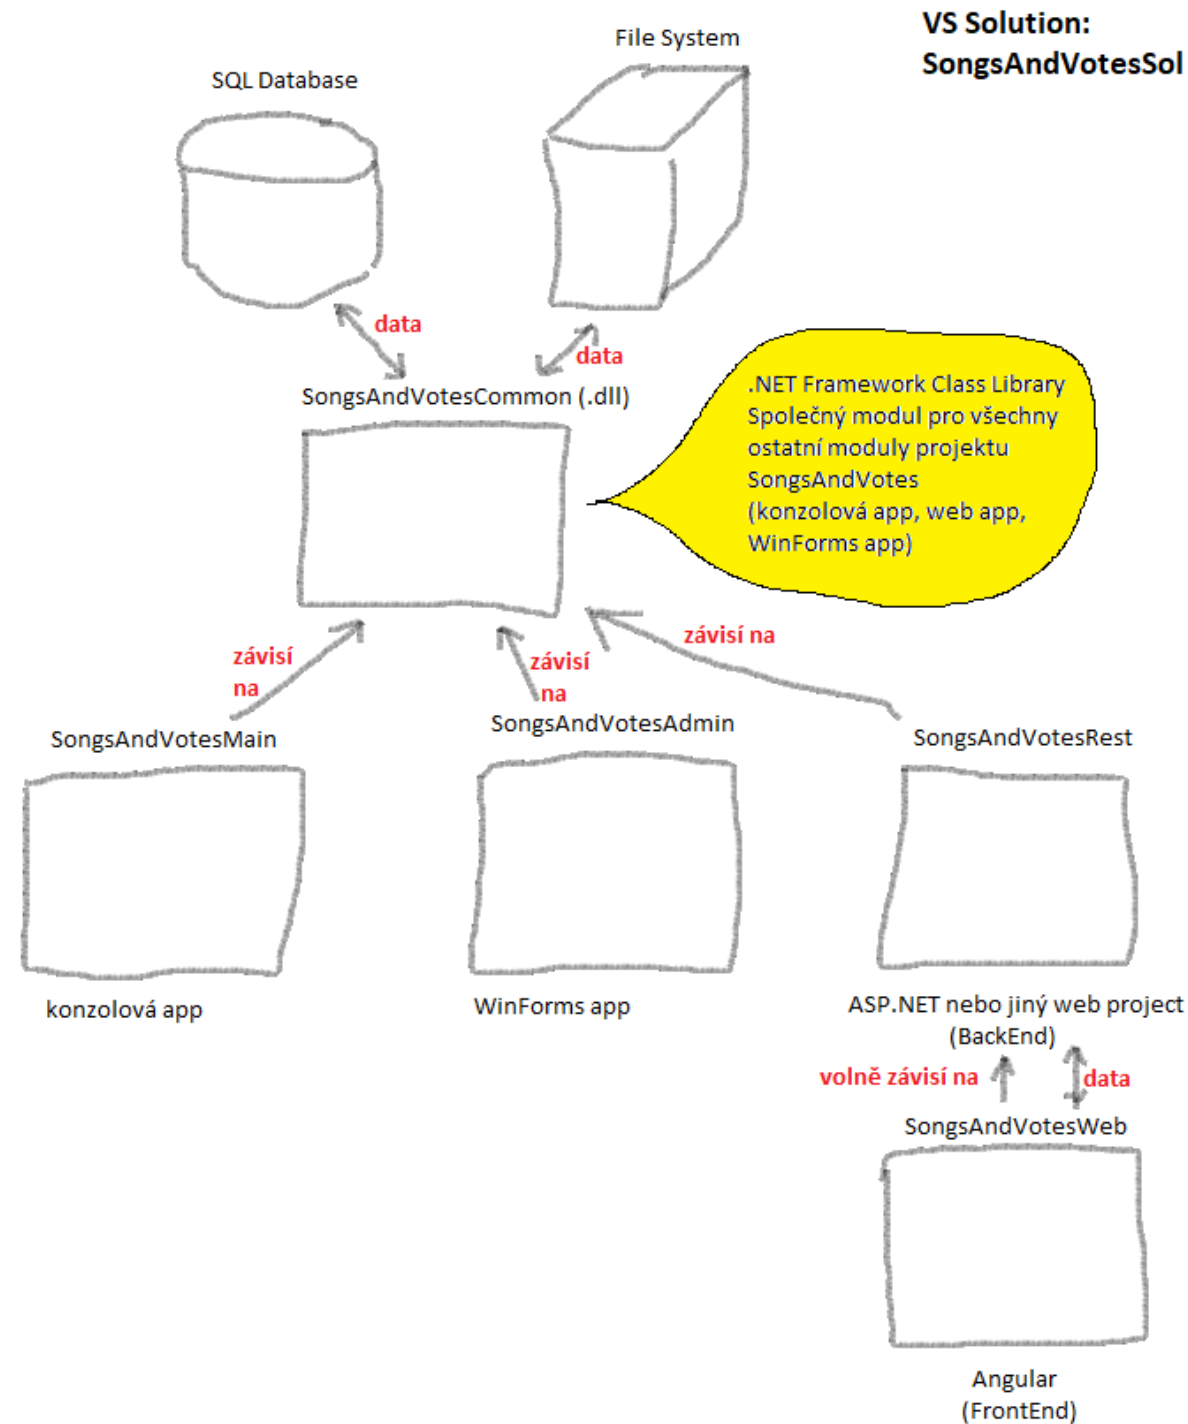 VS Solution:
SongsAndVotesSol
File System
SQL Database
data
data
SongsAndVotesCommon (.dll)
.NET Framework Class Library
Společný modul pro všechny
ostatní moduly projektu
SongsAndVotes
(konzolová app, web app,
WinForms app)
závisí
na
závisí
na
závisí na
SongsAndVotesMain
SongsAndVotesAdmin
SongsAndVotesRest
konzolová app
WinForms app
ASP.NET nebo jiný web project
(BackEnd)
volně závisí na
data
SongsAndVotesWeb
Angular
(FrontEnd)